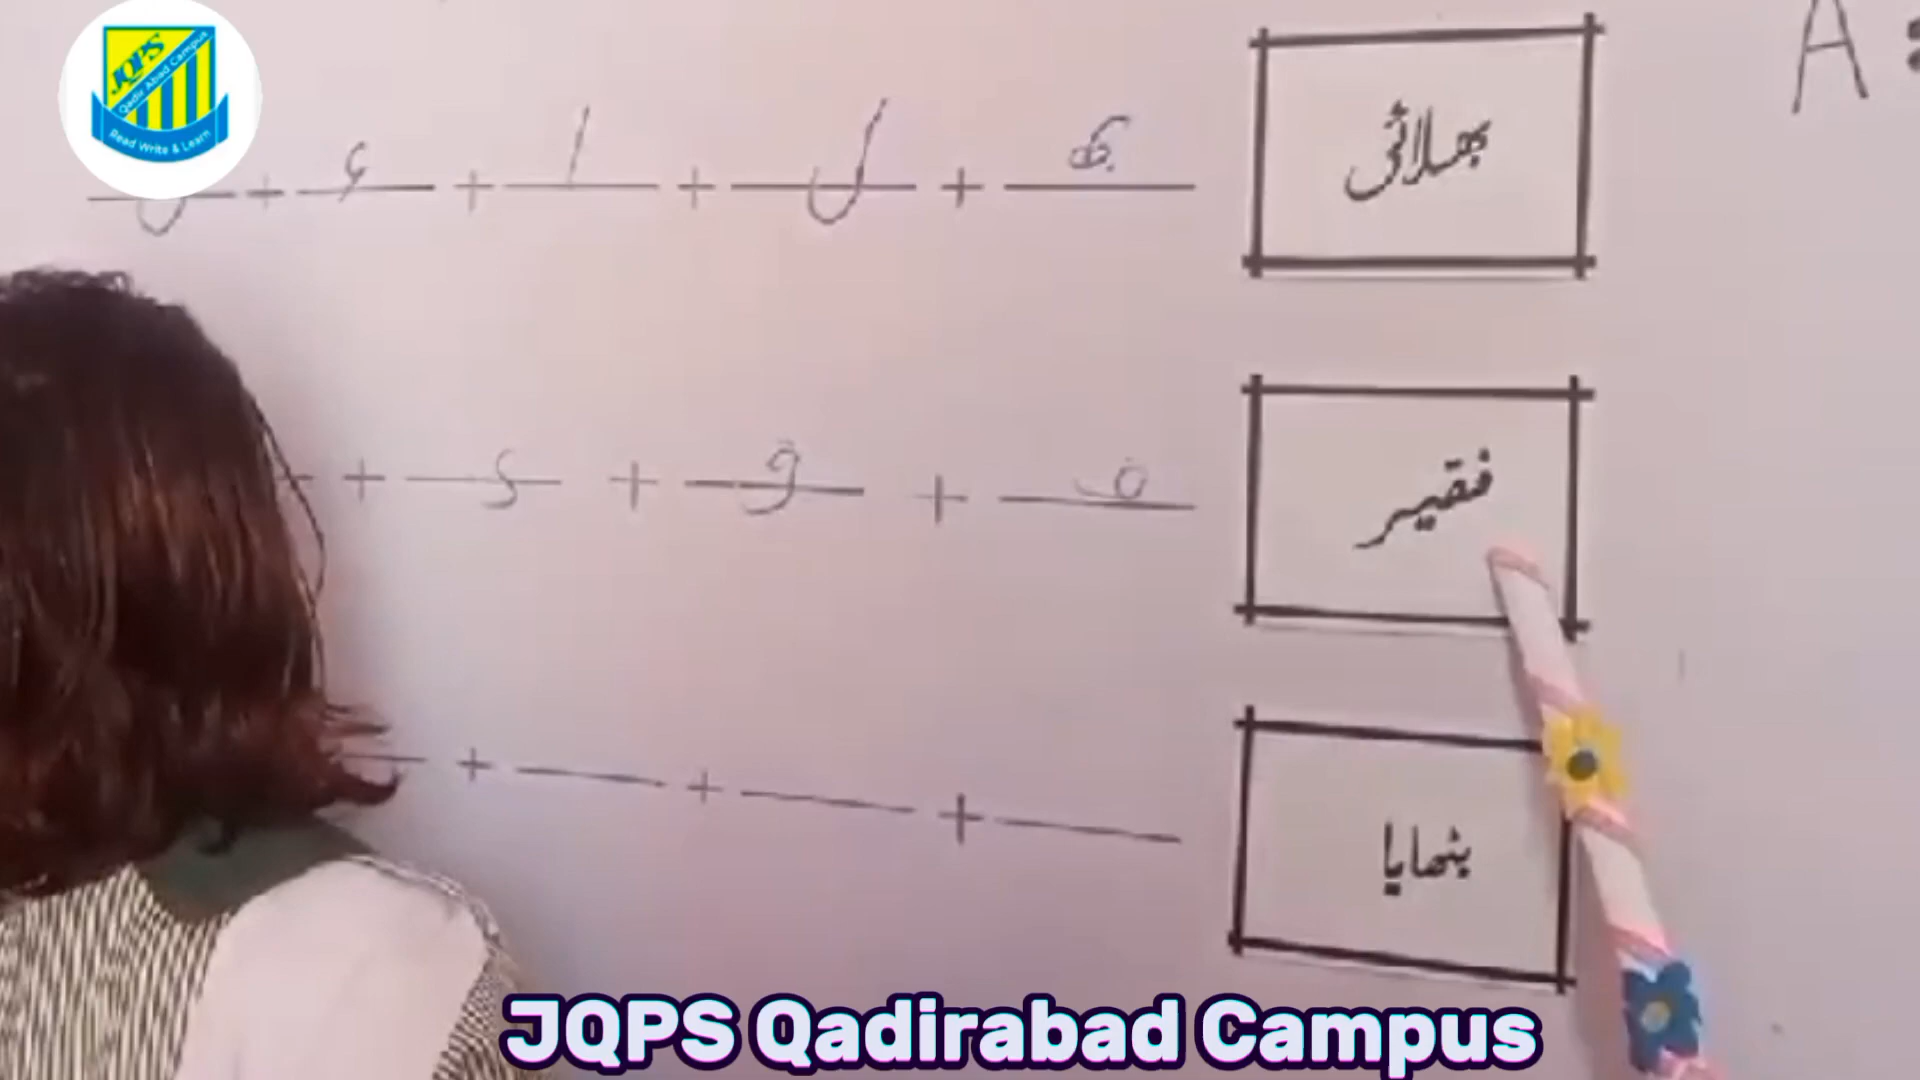 JQPS
Qadir Abad Campus
Read Write & Learn
A
بھلائی
بھ + ل + ا + ء + ی
فقیر
ف + ق + ی +
بٹھایا
+ + +
JQPS Qadirabad Campus